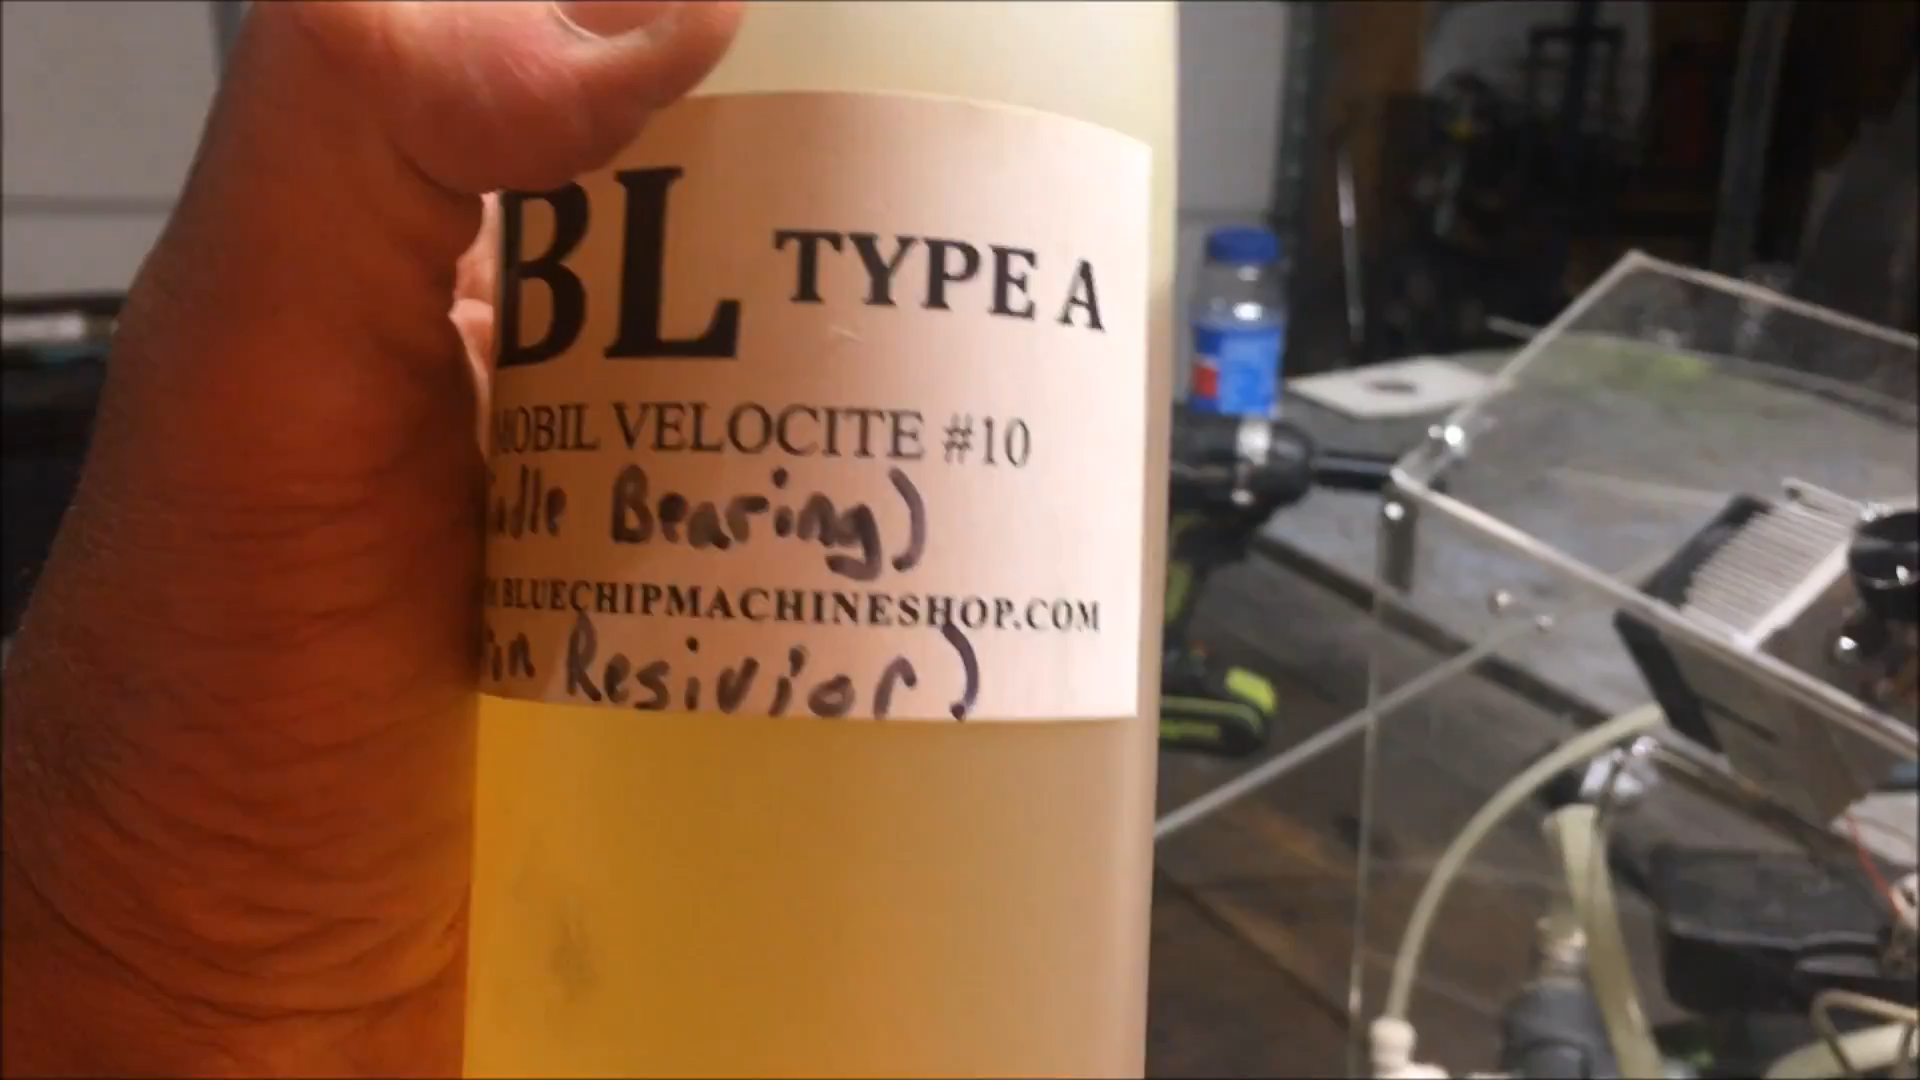 BL TYPE A
MOBIL VELOCITE #10
Bearing)
BLUECHIPMACHINESHOP.COM
Resivior)